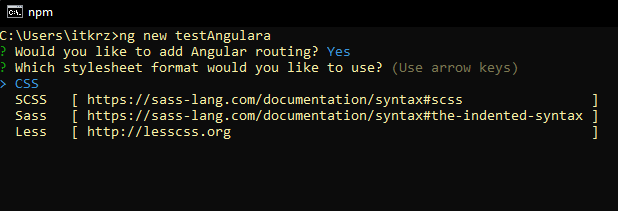 npm
C:\Users\itkrz>ng new testAngulara
? Would you like to add Angular routing? Yes
? Which stylesheet format would you like to use? (Use arrow keys)
> CSS
  SCSS   [ https://sass-lang.com/documentation/syntax#scss                ]
  Sass   [ https://sass-lang.com/documentation/syntax#the-indented-syntax ]
  Less   [ http://lesscss.org                                             ]